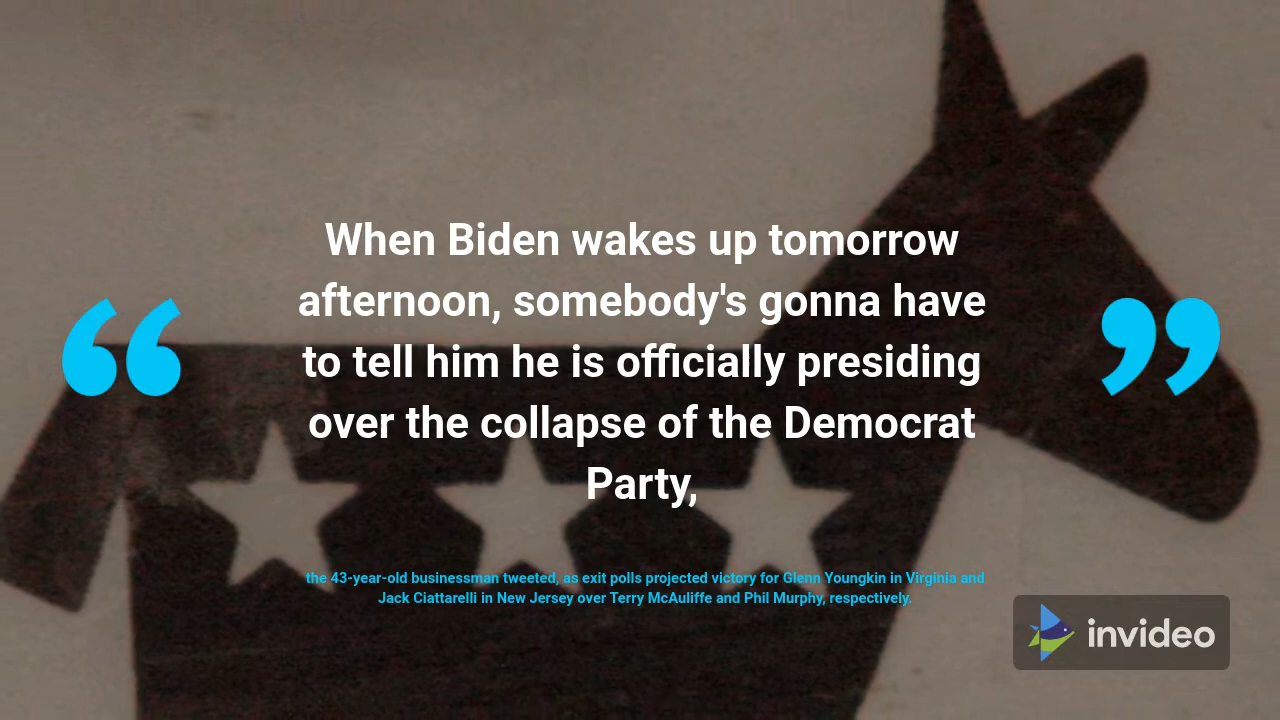 When Biden wakes up tomorrow
afternoon, somebody's gonna have
to tell him he is officially presiding
over the collapse of the Democrat
Party,
“ ”
the 43-year-old businessman tweeted, as exit polls projected victory for Glenn Youngkin in Virginia and
Jack Ciattarelli in New Jersey over Terry McAuliffe and Phil Murphy, respectively.
invideo